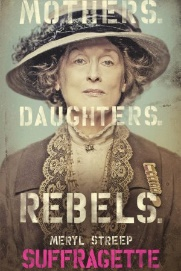 MOTHERS.
DAUGHTERS.
REBELS.
MERYL STREEP
SUFFRAGETTE